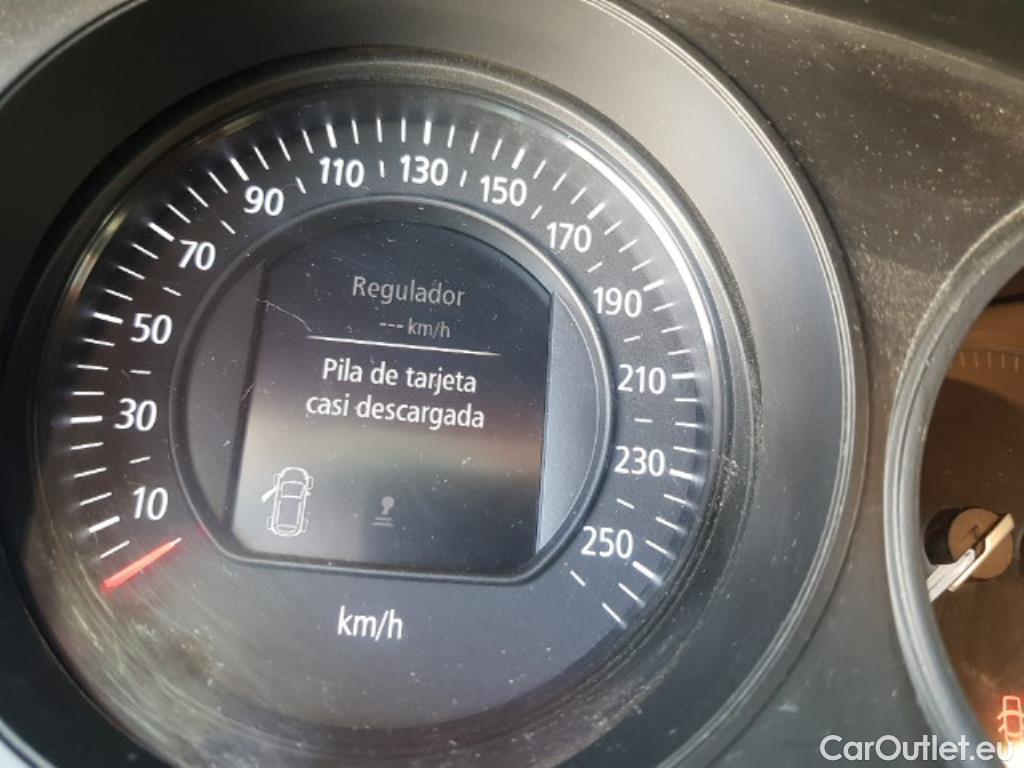 10
30
50
70
90
110
130
150
170
190
210
230
250
Regulador
--- km/h
Pila de tarjeta
casi descargada
km/h
CarOutlet.eu